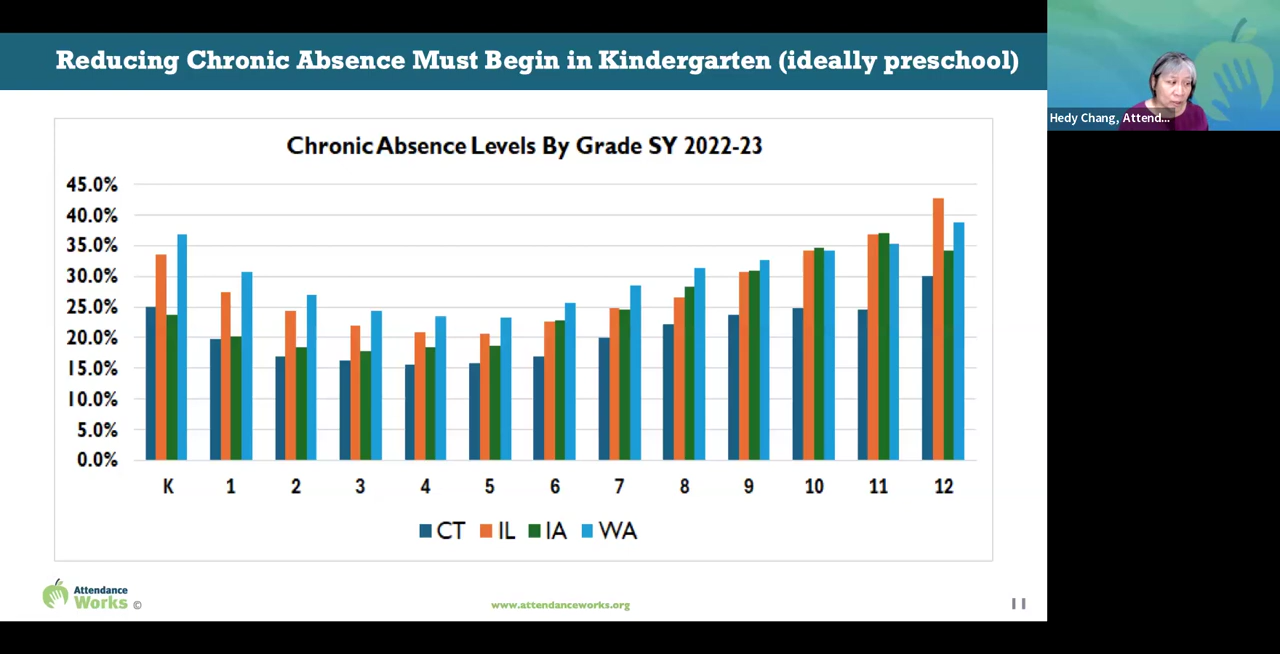 Reducing Chronic Absence Must Begin in Kindergarten (ideally preschool)
Hedy Chang, Attend...
Chronic Absence Levels By Grade SY 2022-23
45.0%
40.0%
35.0%
30.0%
25.0%
20.0%
15.0%
10.0%
5.0%
0.0%
K 1 2 3 4 5 6 7 8 9 10 11 12
CT IL IA WA
Attendance
Works ©
www.attendanceworks.org
11